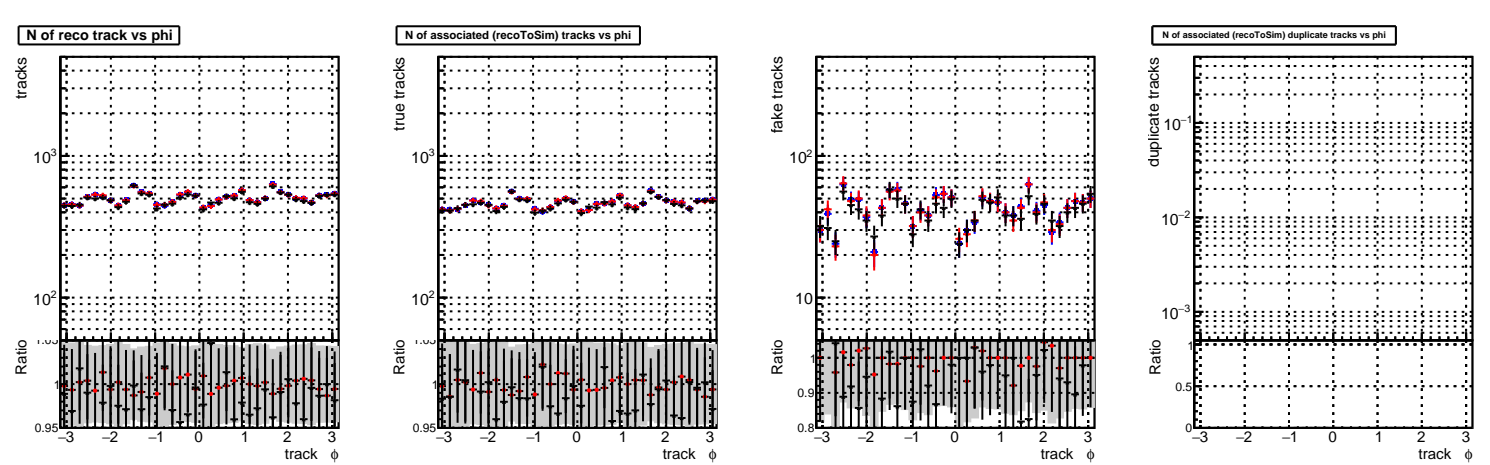 N of reco track vs phi
tracks
10³
10²
Ratio
1.05
1
0.95
−3 −2 −1 0 1 2 3
track φ
N of associated (recoToSim) tracks vs phi
true tracks
10³
10²
Ratio
1.05
1
0.95
−3 −2 −1 0 1 2 3
track φ
fake tracks
10²
10
Ratio
1
0.9
0.8
−3 −2 −1 0 1 2 3
track φ
N of associated (recoToSim) duplicate tracks vs phi
duplicate tracks
10⁻¹
10⁻²
10⁻³
Ratio
1
0.5
0
−3 −2 −1 0 1 2 3
track φ